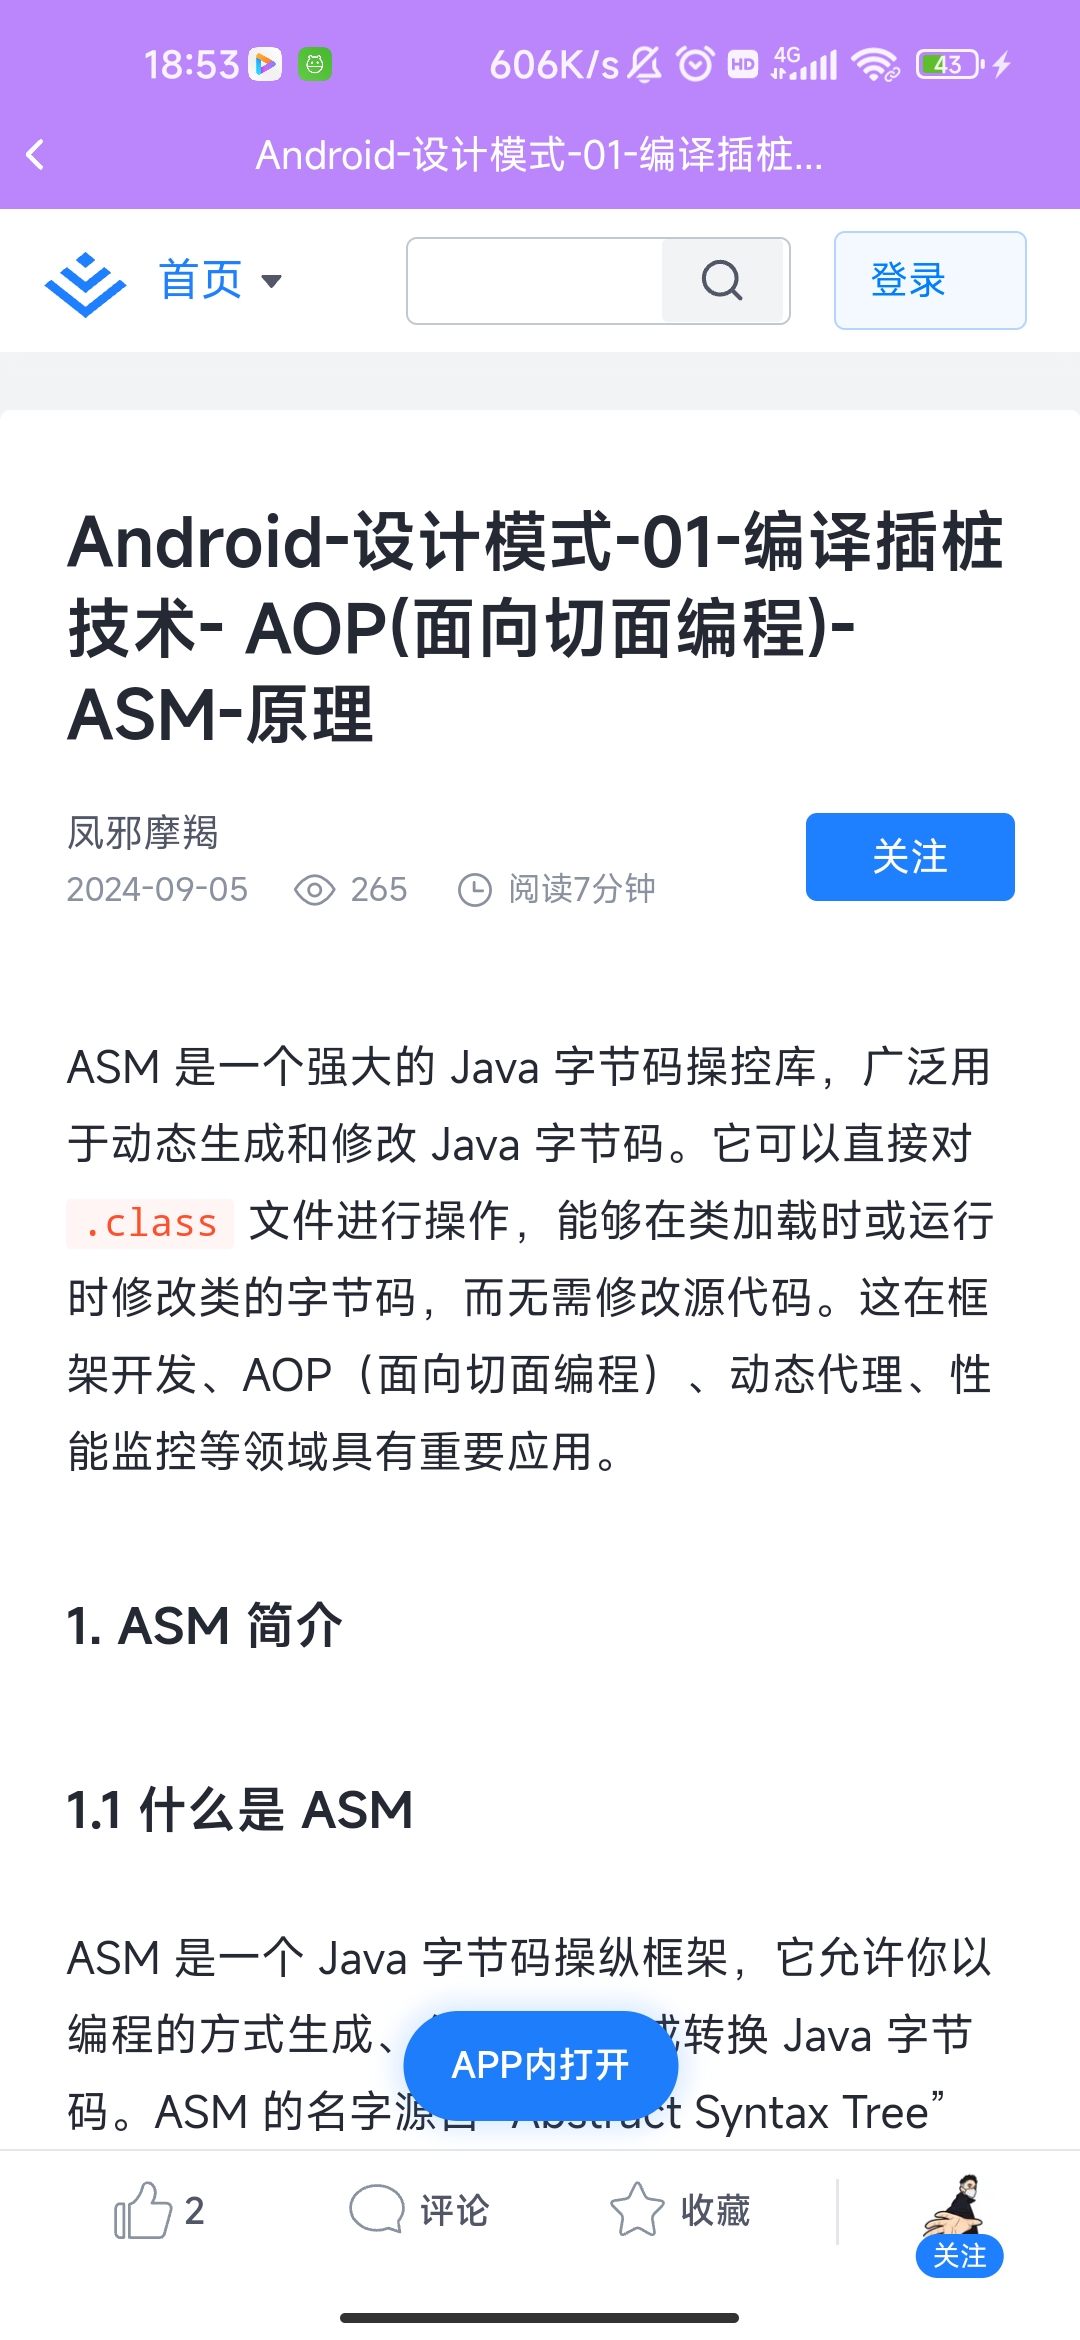 18:53 606K/s HD 4G 43
Android-设计模式-01-编译插桩...
首页 登录
Android-设计模式-01-编译插桩
技术- AOP(面向切面编程)-
ASM-原理
凤邪摩羯
关注
2024-09-05 265 阅读7分钟
ASM 是一个强大的 Java 字节码操控库，广泛用
于动态生成和修改 Java 字节码。它可以直接对
.class 文件进行操作，能够在类加载时或运行
时修改类的字节码，而无需修改源代码。这在框
架开发、AOP（面向切面编程）、动态代理、性
能监控等领域具有重要应用。
1. ASM 简介
1.1 什么是 ASM
ASM 是一个 Java 字节码操纵框架，它允许你以
编程的方式生成、 或转换 Java 字节
APP内打开
码。ASM 的名字源自 “Abstract Syntax Tree”
2 评论 收藏
关注